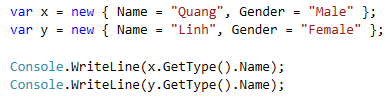 var x = new { Name = "Quang", Gender = "Male" };
var y = new { Name = "Linh", Gender = "Female" };
Console.WriteLine(x.GetType().Name);
Console.WriteLine(y.GetType().Name);